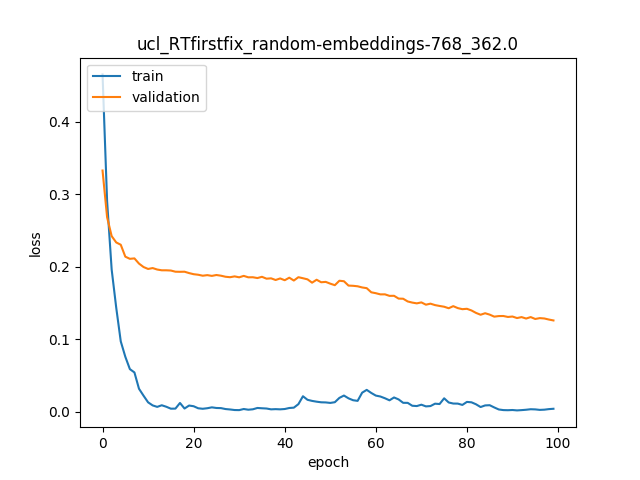 ucl_RTfirstfix_random-embeddings-768_362.0
train
validation
loss
0.4
0.3
0.2
0.1
0.0
0 20 40 60 80 100
epoch